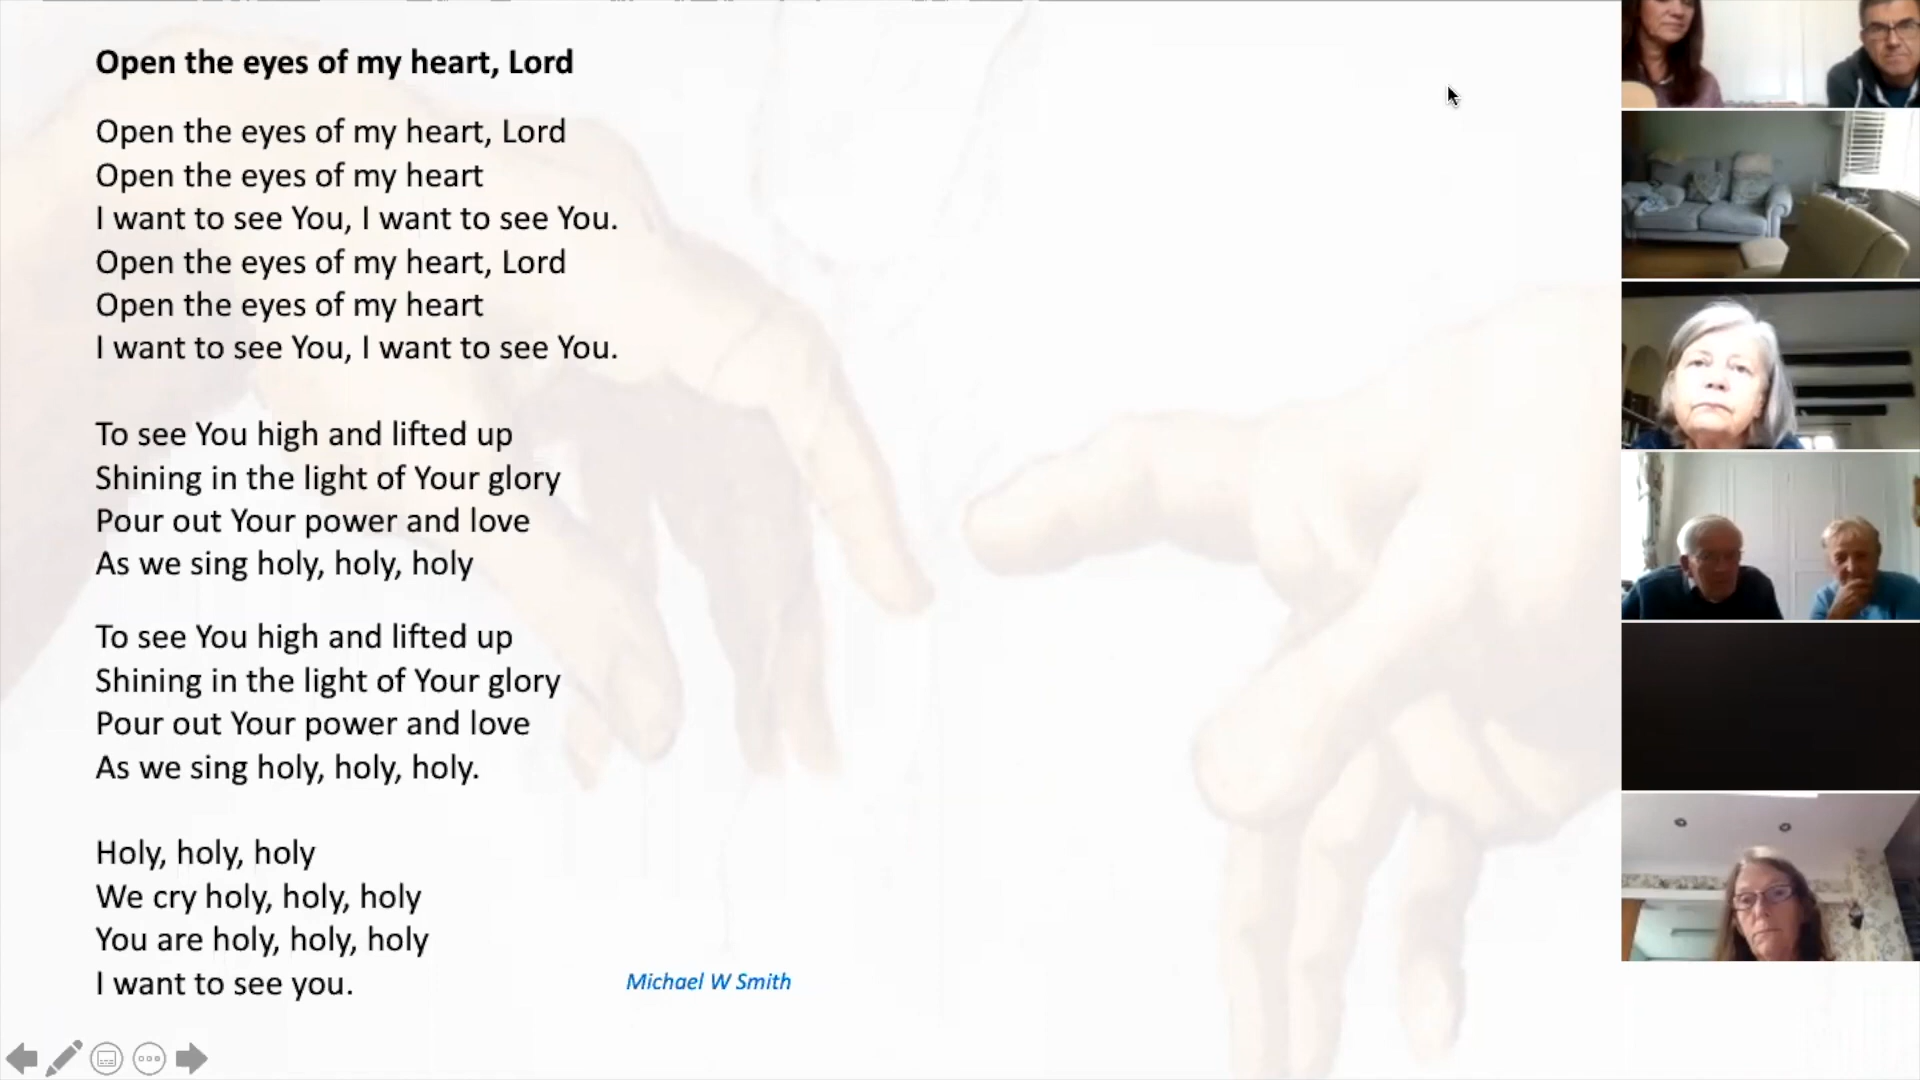 Open the eyes of my heart, Lord
Open the eyes of my heart, Lord
Open the eyes of my heart
I want to see You, I want to see You.
Open the eyes of my heart, Lord
Open the eyes of my heart
I want to see You, I want to see You.
To see You high and lifted up
Shining in the light of Your glory
Pour out Your power and love
As we sing holy, holy, holy
To see You high and lifted up
Shining in the light of Your glory
Pour out Your power and love
As we sing holy, holy, holy.
Holy, holy, holy
We cry holy, holy, holy
You are holy, holy, holy
I want to see you.
Michael W Smith